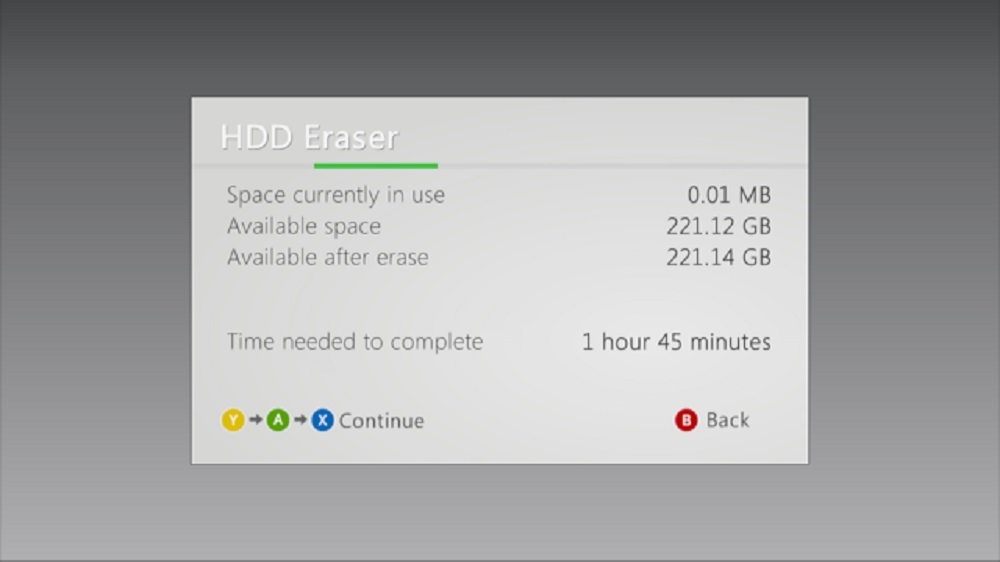 HDD Eraser
Space currently in use 0.01 MB
Available space 221.12 GB
Available after erase 221.14 GB
Time needed to complete 1 hour 45 minutes
Y A X Continue B Back